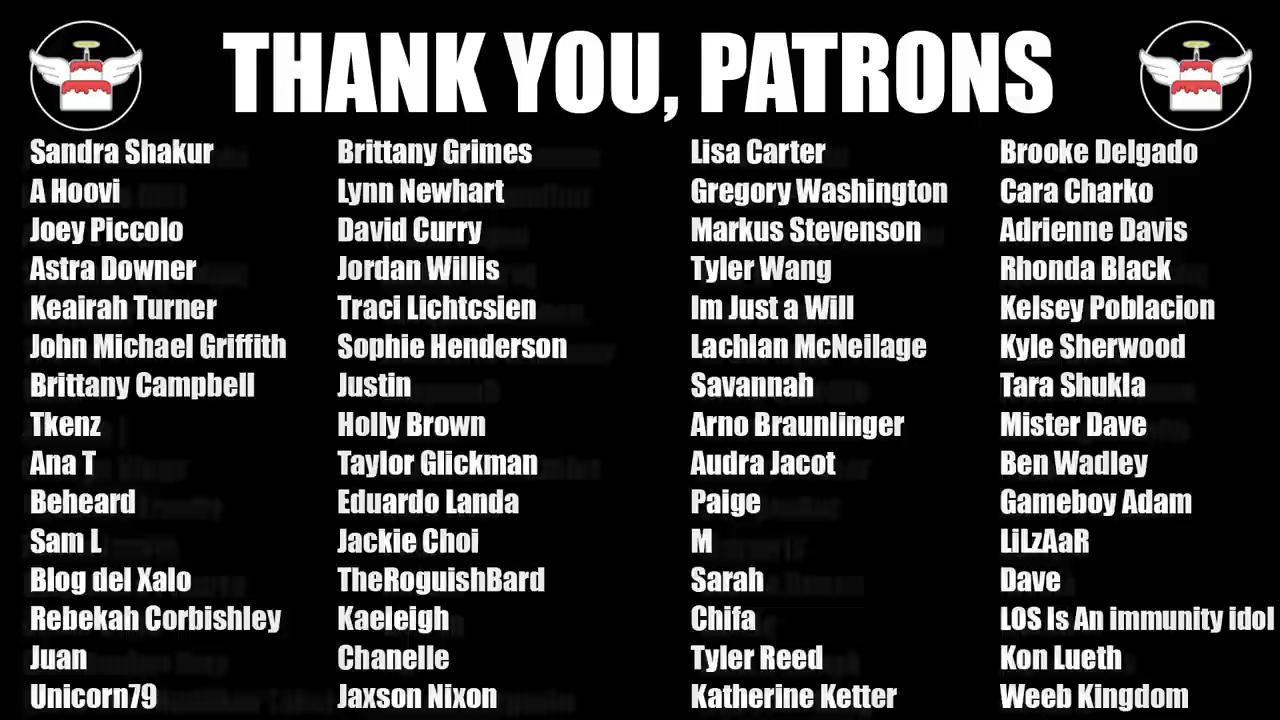 THANK YOU, PATRONS
Sandra Shakur
A Hoovi
Joey Piccolo
Astra Downer
Keairah Turner
John Michael Griffith
Brittany Campbell
Tkenz
Ana T
Beheard
Sam L
Blog del Xalo
Rebekah Corbishley
Juan
Unicorn79
Brittany Grimes
Lynn Newhart
David Curry
Jordan Willis
Traci Lichtcsien
Sophie Henderson
Justin
Holly Brown
Taylor Glickman
Eduardo Landa
Jackie Choi
TheRoguishBard
Kaeleigh
Chanelle
Jaxson Nixon
Lisa Carter
Gregory Washington
Markus Stevenson
Tyler Wang
Im Just a Will
Lachlan McNeilage
Savannah
Arno Braunlinger
Audra Jacot
Paige
M
Sarah
Chifa
Tyler Reed
Katherine Ketter
Brooke Delgado
Cara Charko
Adrienne Davis
Rhonda Black
Kelsey Poblacion
Kyle Sherwood
Tara Shukla
Mister Dave
Ben Wadley
Gameboy Adam
LiLzAaR
Dave
LOS Is An immunity idol
Kon Lueth
Weeb Kingdom